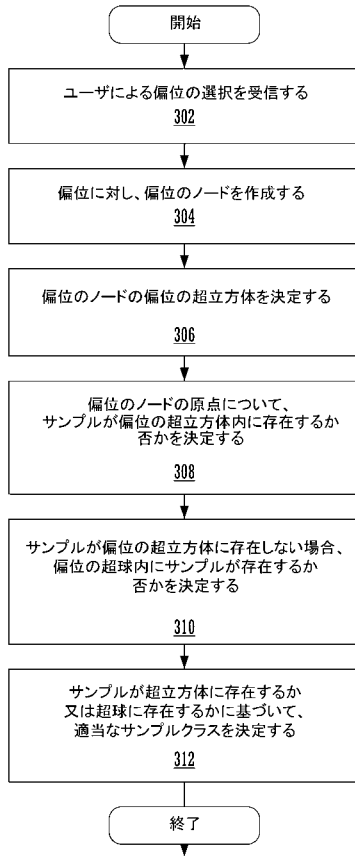 開始
ユーザによる偏位の選択を受信する
302
偏位に対し、偏位のノードを作成する
304
偏位のノードの偏位の超立方体を決定する
306
偏位のノードの原点について、
サンプルが偏位の超立方体内に存在するか
否かを決定する
308
サンプルが偏位の超立方体に存在しない場合、
偏位の超球内にサンプルが存在するか
否かを決定する
310
サンプルが超立方体に存在するか
又は超球に存在するかに基づいて、
適当なサンプルクラスを決定する
312
終了